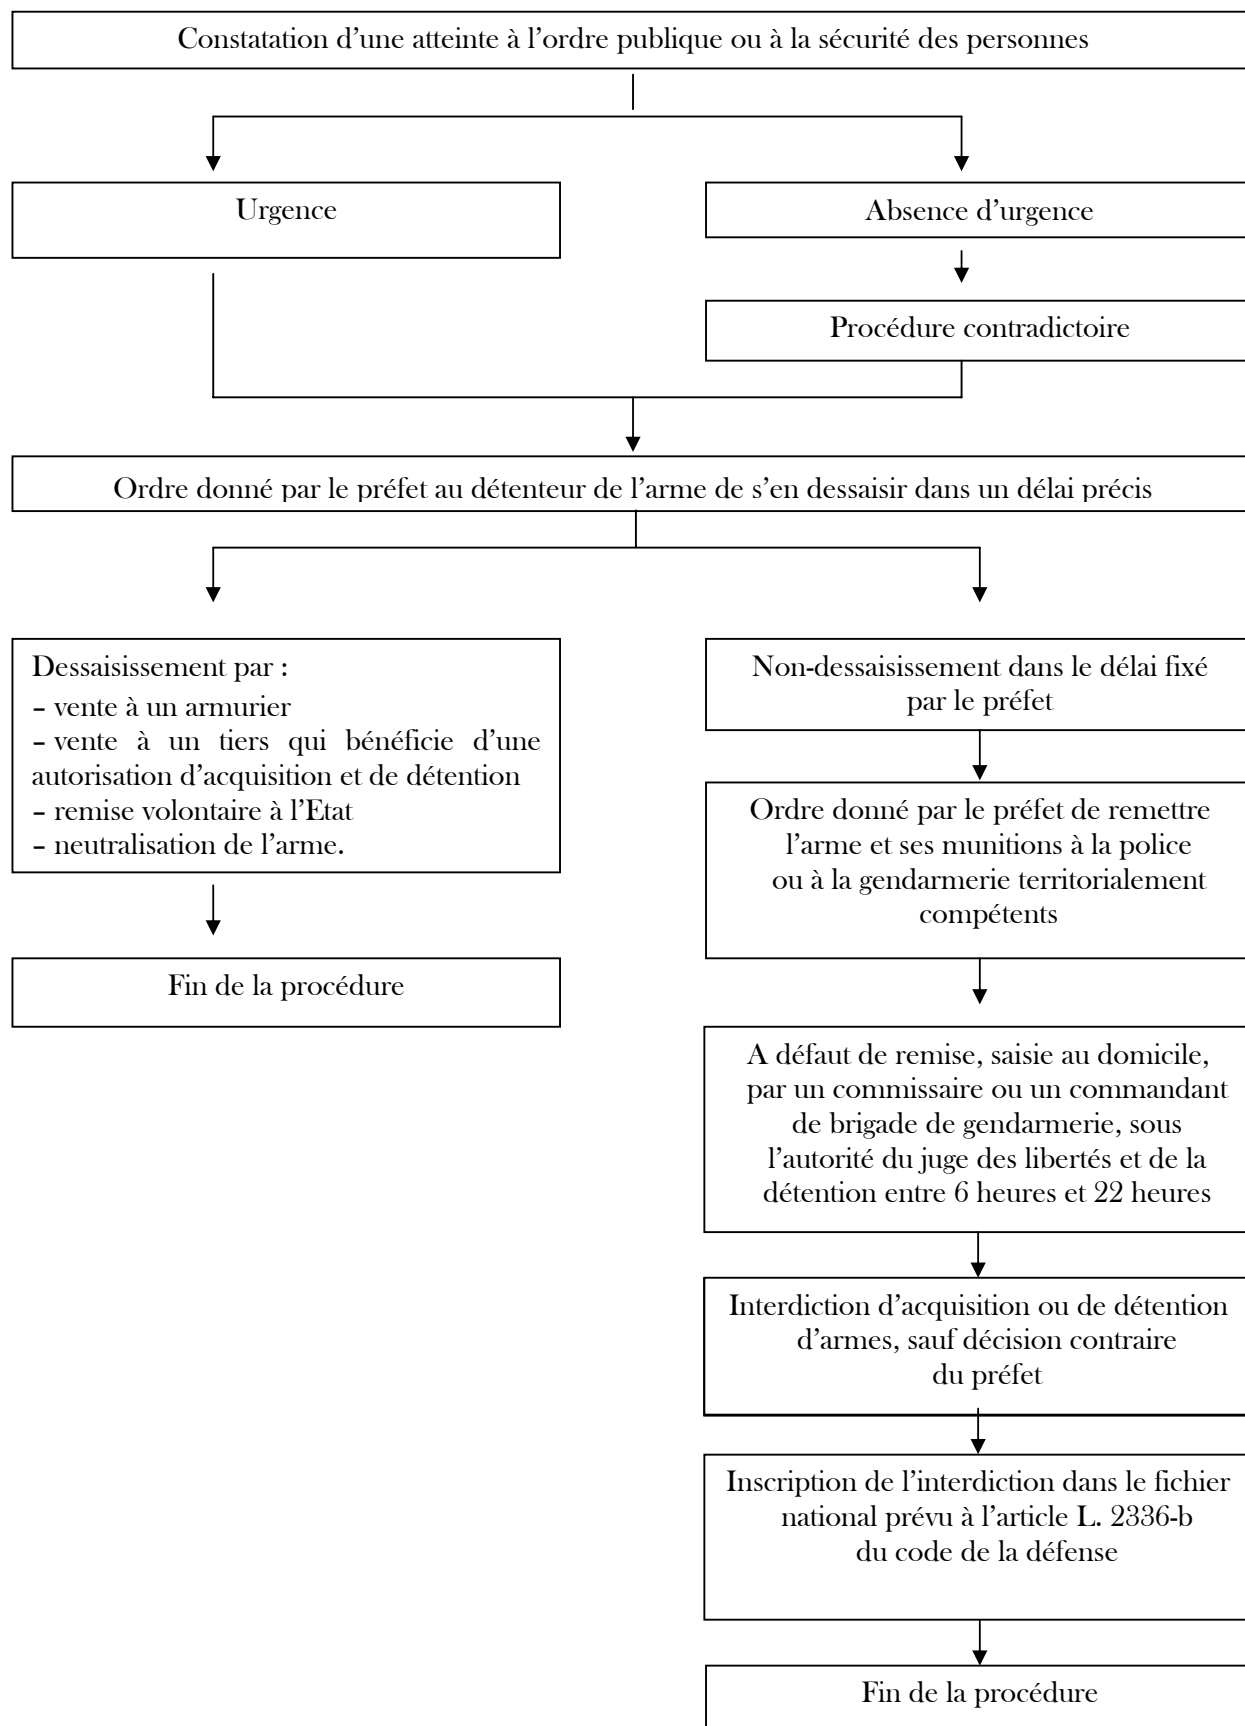 Constatation d’une atteinte à l’ordre publique ou à la sécurité des personnes
Urgence
Absence d’urgence
Procédure contradictoire
Ordre donné par le préfet au détenteur de l’arme de s’en dessaisir dans un délai précis
Dessaisissement par :
– vente à un armurier
– vente à un tiers qui bénéficie d’une
autorisation d’acquisition et de détention
– remise volontaire à l’Etat
– neutralisation de l’arme.
Fin de la procédure
Non-dessaisissement dans le délai fixé
par le préfet
Ordre donné par le préfet de remettre
l’arme et ses munitions à la police
ou à la gendarmerie territorialement
compétents
A défaut de remise, saisie au domicile,
par un commissaire ou un commandant
de brigade de gendarmerie, sous
l’autorité du juge des libertés et de la
détention entre 6 heures et 22 heures
Interdiction d’acquisition ou de détention
d’armes, sauf décision contraire
du préfet
Inscription de l’interdiction dans le fichier
national prévu à l’article L. 2336-b
du code de la défense
Fin de la procédure